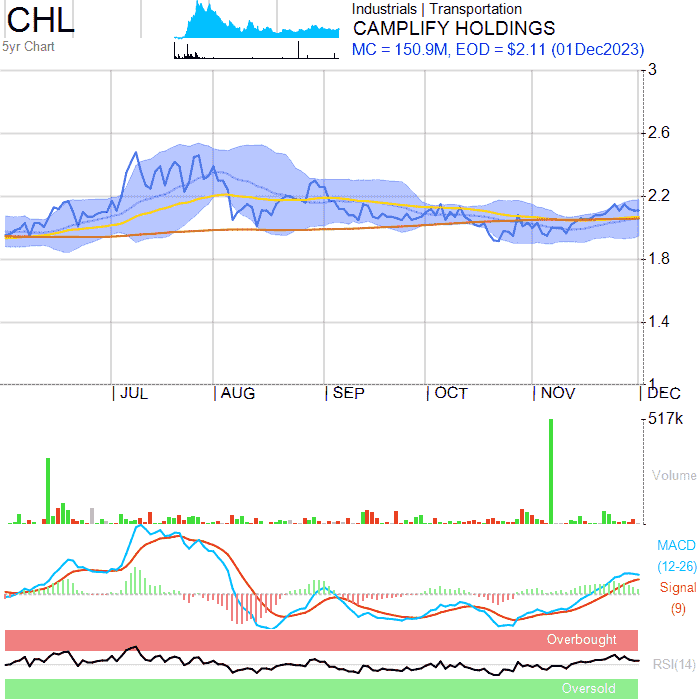 CHL
5yr Chart
Industrials | Transportation
CAMPLIFY HOLDINGS
MC = 150.9M, EOD = $2.11 (01Dec2023)
3
2.6
2.2
1.8
1.4
1
JUL AUG SEP OCT NOV DEC
517k
Volume
MACD
(12-26)
Signal
(9)
Overbought
RSI(14)
Oversold